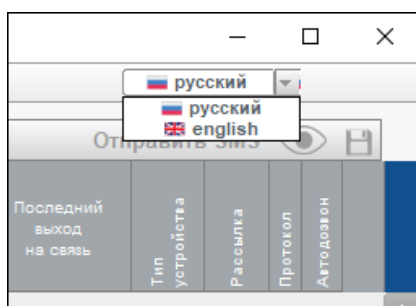 русский
русский
english
Отправить SMS
Последний
выход
на связь
Тип
устройства
Рассылка
Протокол
Автодозвон